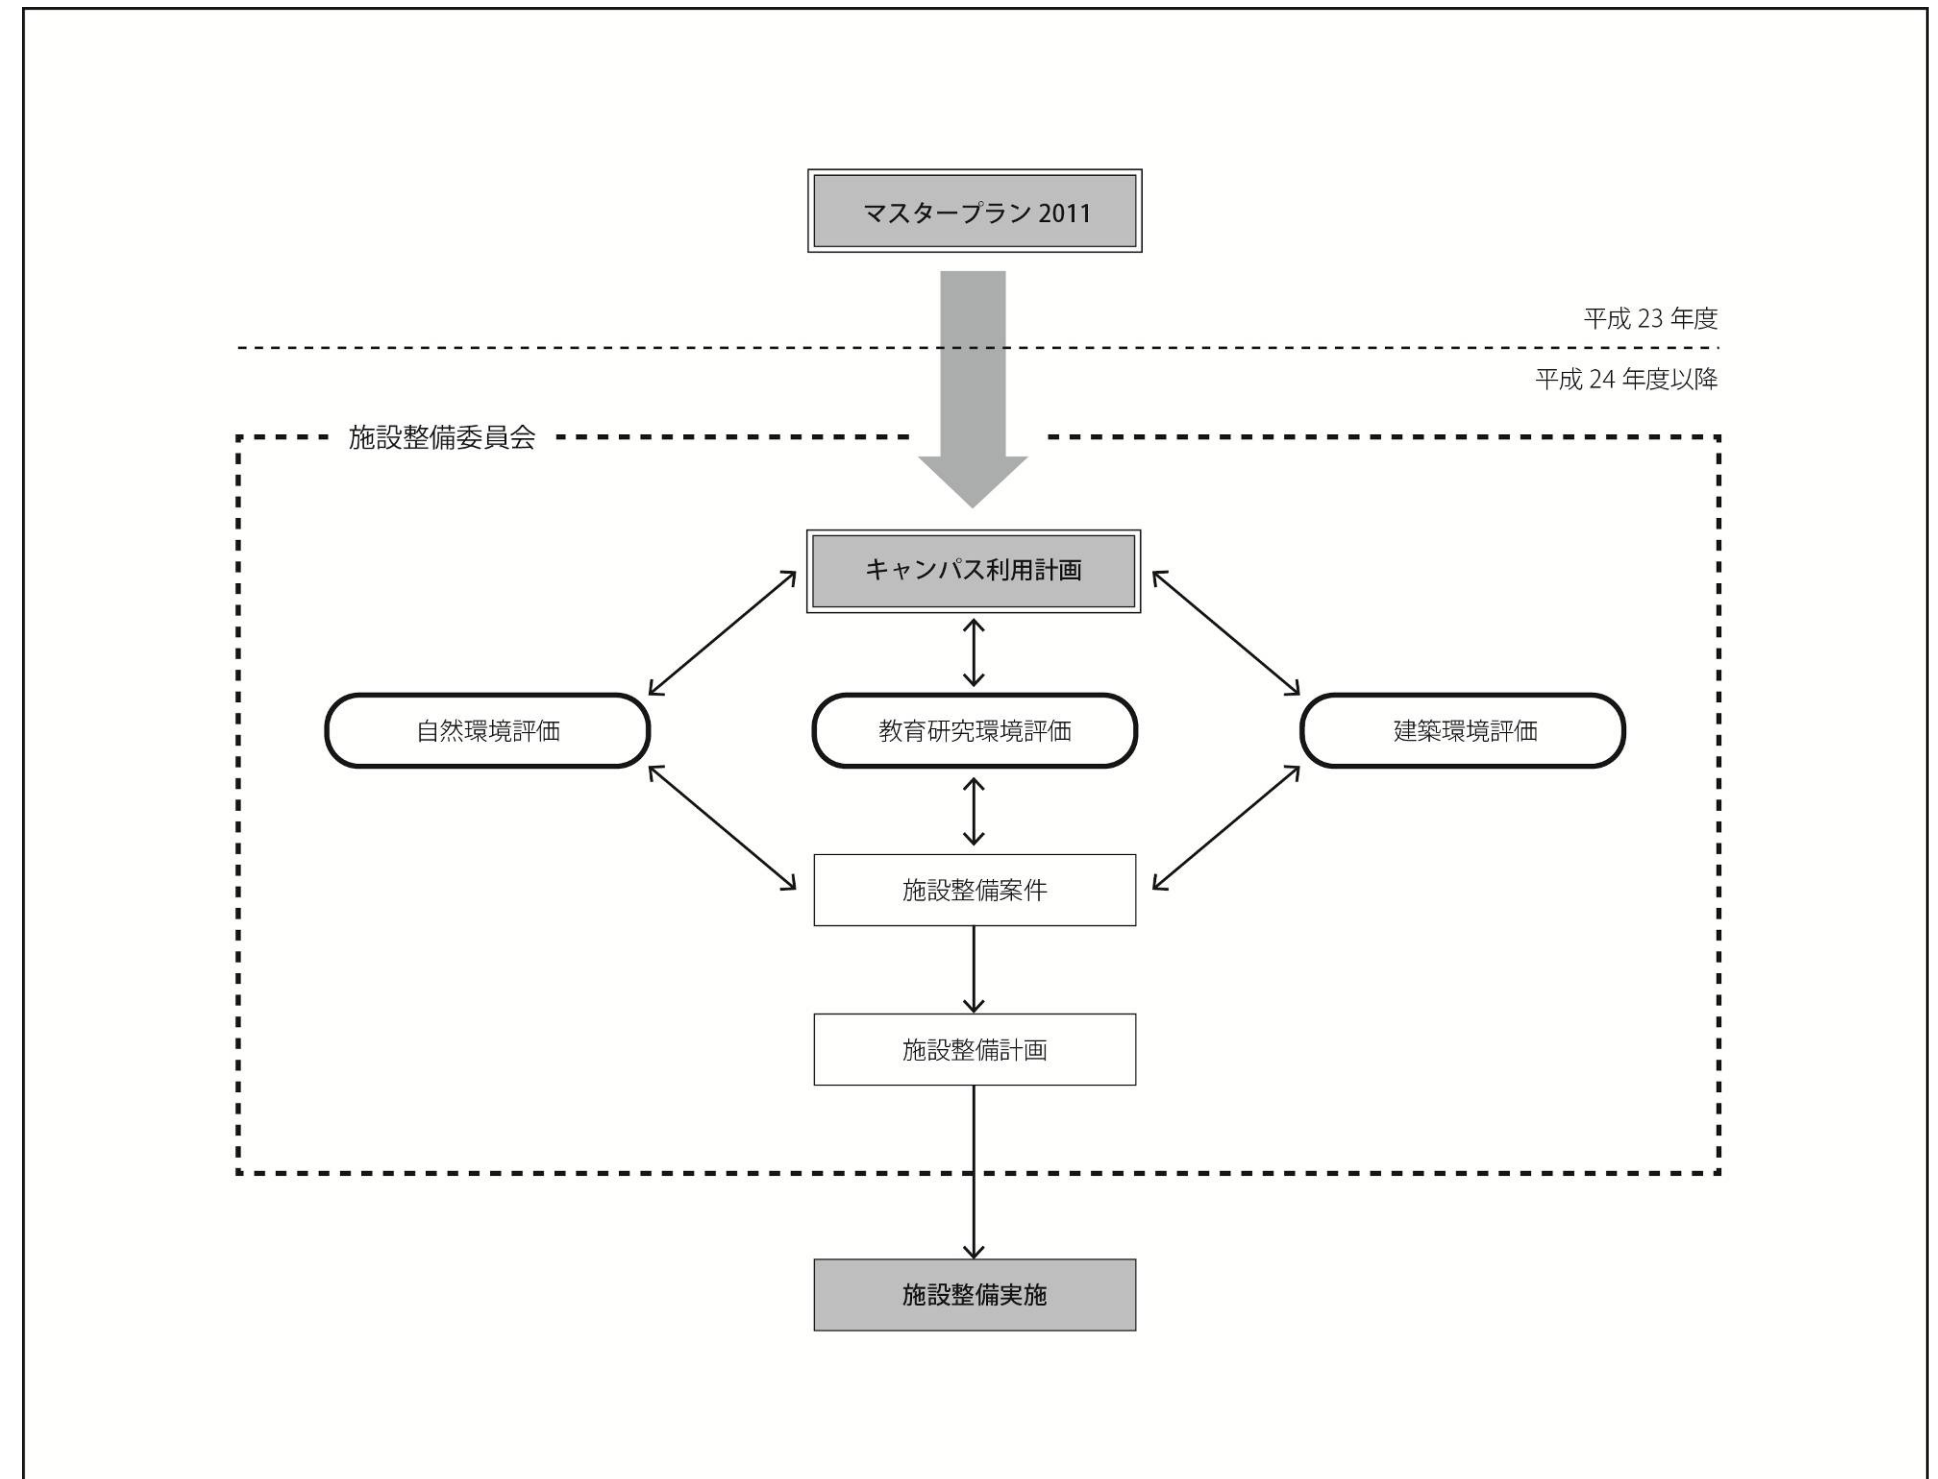 マスタープラン 2011
平成 23 年度
平成 24 年度以降
施設整備委員会
キャンパス利用計画
自然環境評価
教育研究環境評価
建築環境評価
施設整備案件
施設整備計画
施設整備実施